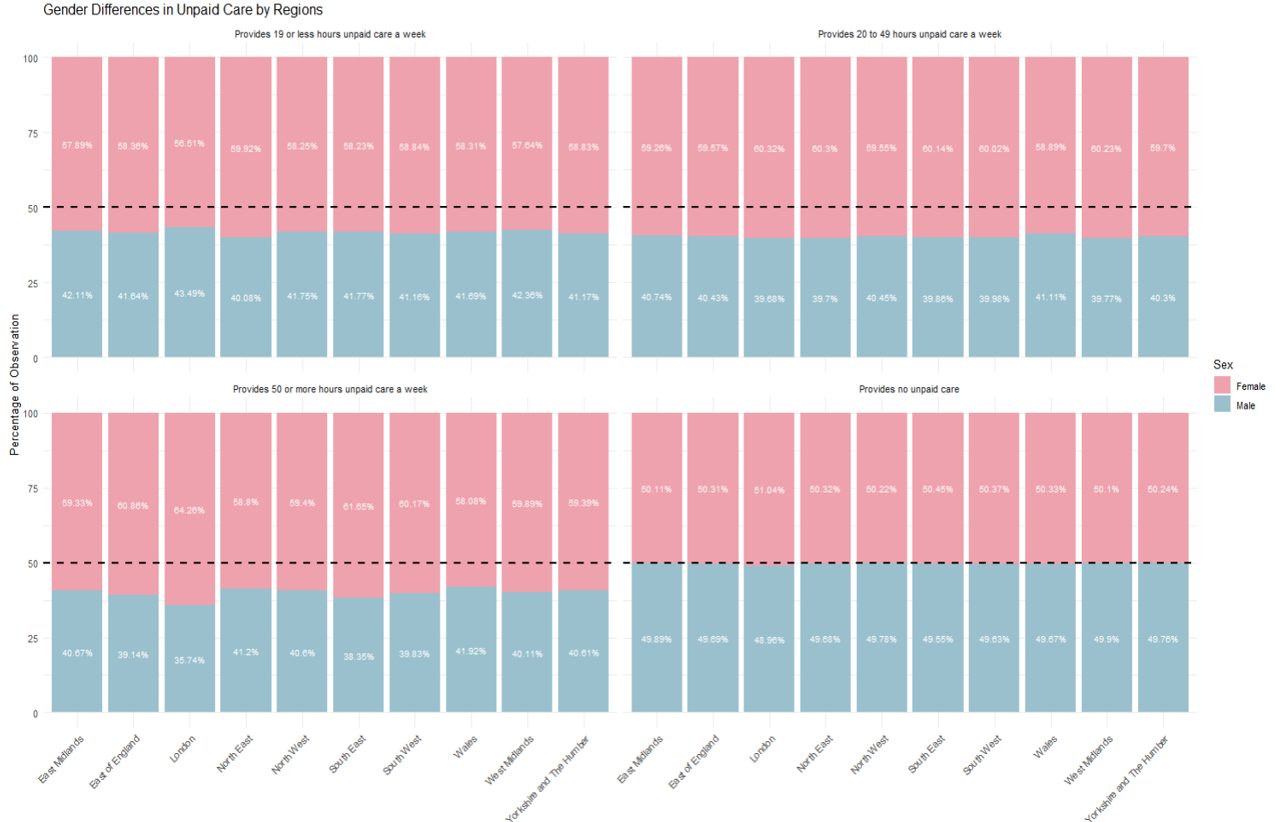 Gender Differences in Unpaid Care by Regions
Provides 19 or less hours unpaid care a week
Provides 20 to 49 hours unpaid care a week
100
75
50
25
0
57.89% 58.36% 56.51% 59.92% 58.25% 58.23% 58.84% 58.31% 57.64% 58.83%
42.11% 41.64% 43.49% 40.08% 41.75% 41.77% 41.16% 41.69% 42.36% 41.17%
59.26% 59.57% 60.32% 60.3% 59.55% 60.14% 60.02% 58.89% 60.23% 59.7%
40.74% 40.43% 39.68% 39.7% 40.45% 39.86% 39.98% 41.11% 39.77% 40.3%
Percentage of Observation
Provides 50 or more hours unpaid care a week
Provides no unpaid care
100
75
50
25
0
59.33% 60.86% 64.26% 58.8% 59.4% 61.65% 60.17% 58.08% 59.89% 59.39%
40.67% 39.14% 35.74% 41.2% 40.6% 38.35% 39.83% 41.92% 40.11% 40.61%
50.11% 50.31% 51.04% 50.32% 50.22% 50.45% 50.37% 50.33% 50.1% 50.24%
49.89% 49.69% 48.96% 49.68% 49.78% 49.55% 49.63% 49.67% 49.9% 49.76%
East Midlands
East of England
London
North East
North West
South East
South West
Wales
West Midlands
Yorkshire and The Humber
East Midlands
East of England
London
North East
North West
South East
South West
Wales
West Midlands
Yorkshire and The Humber
Sex
Female
Male